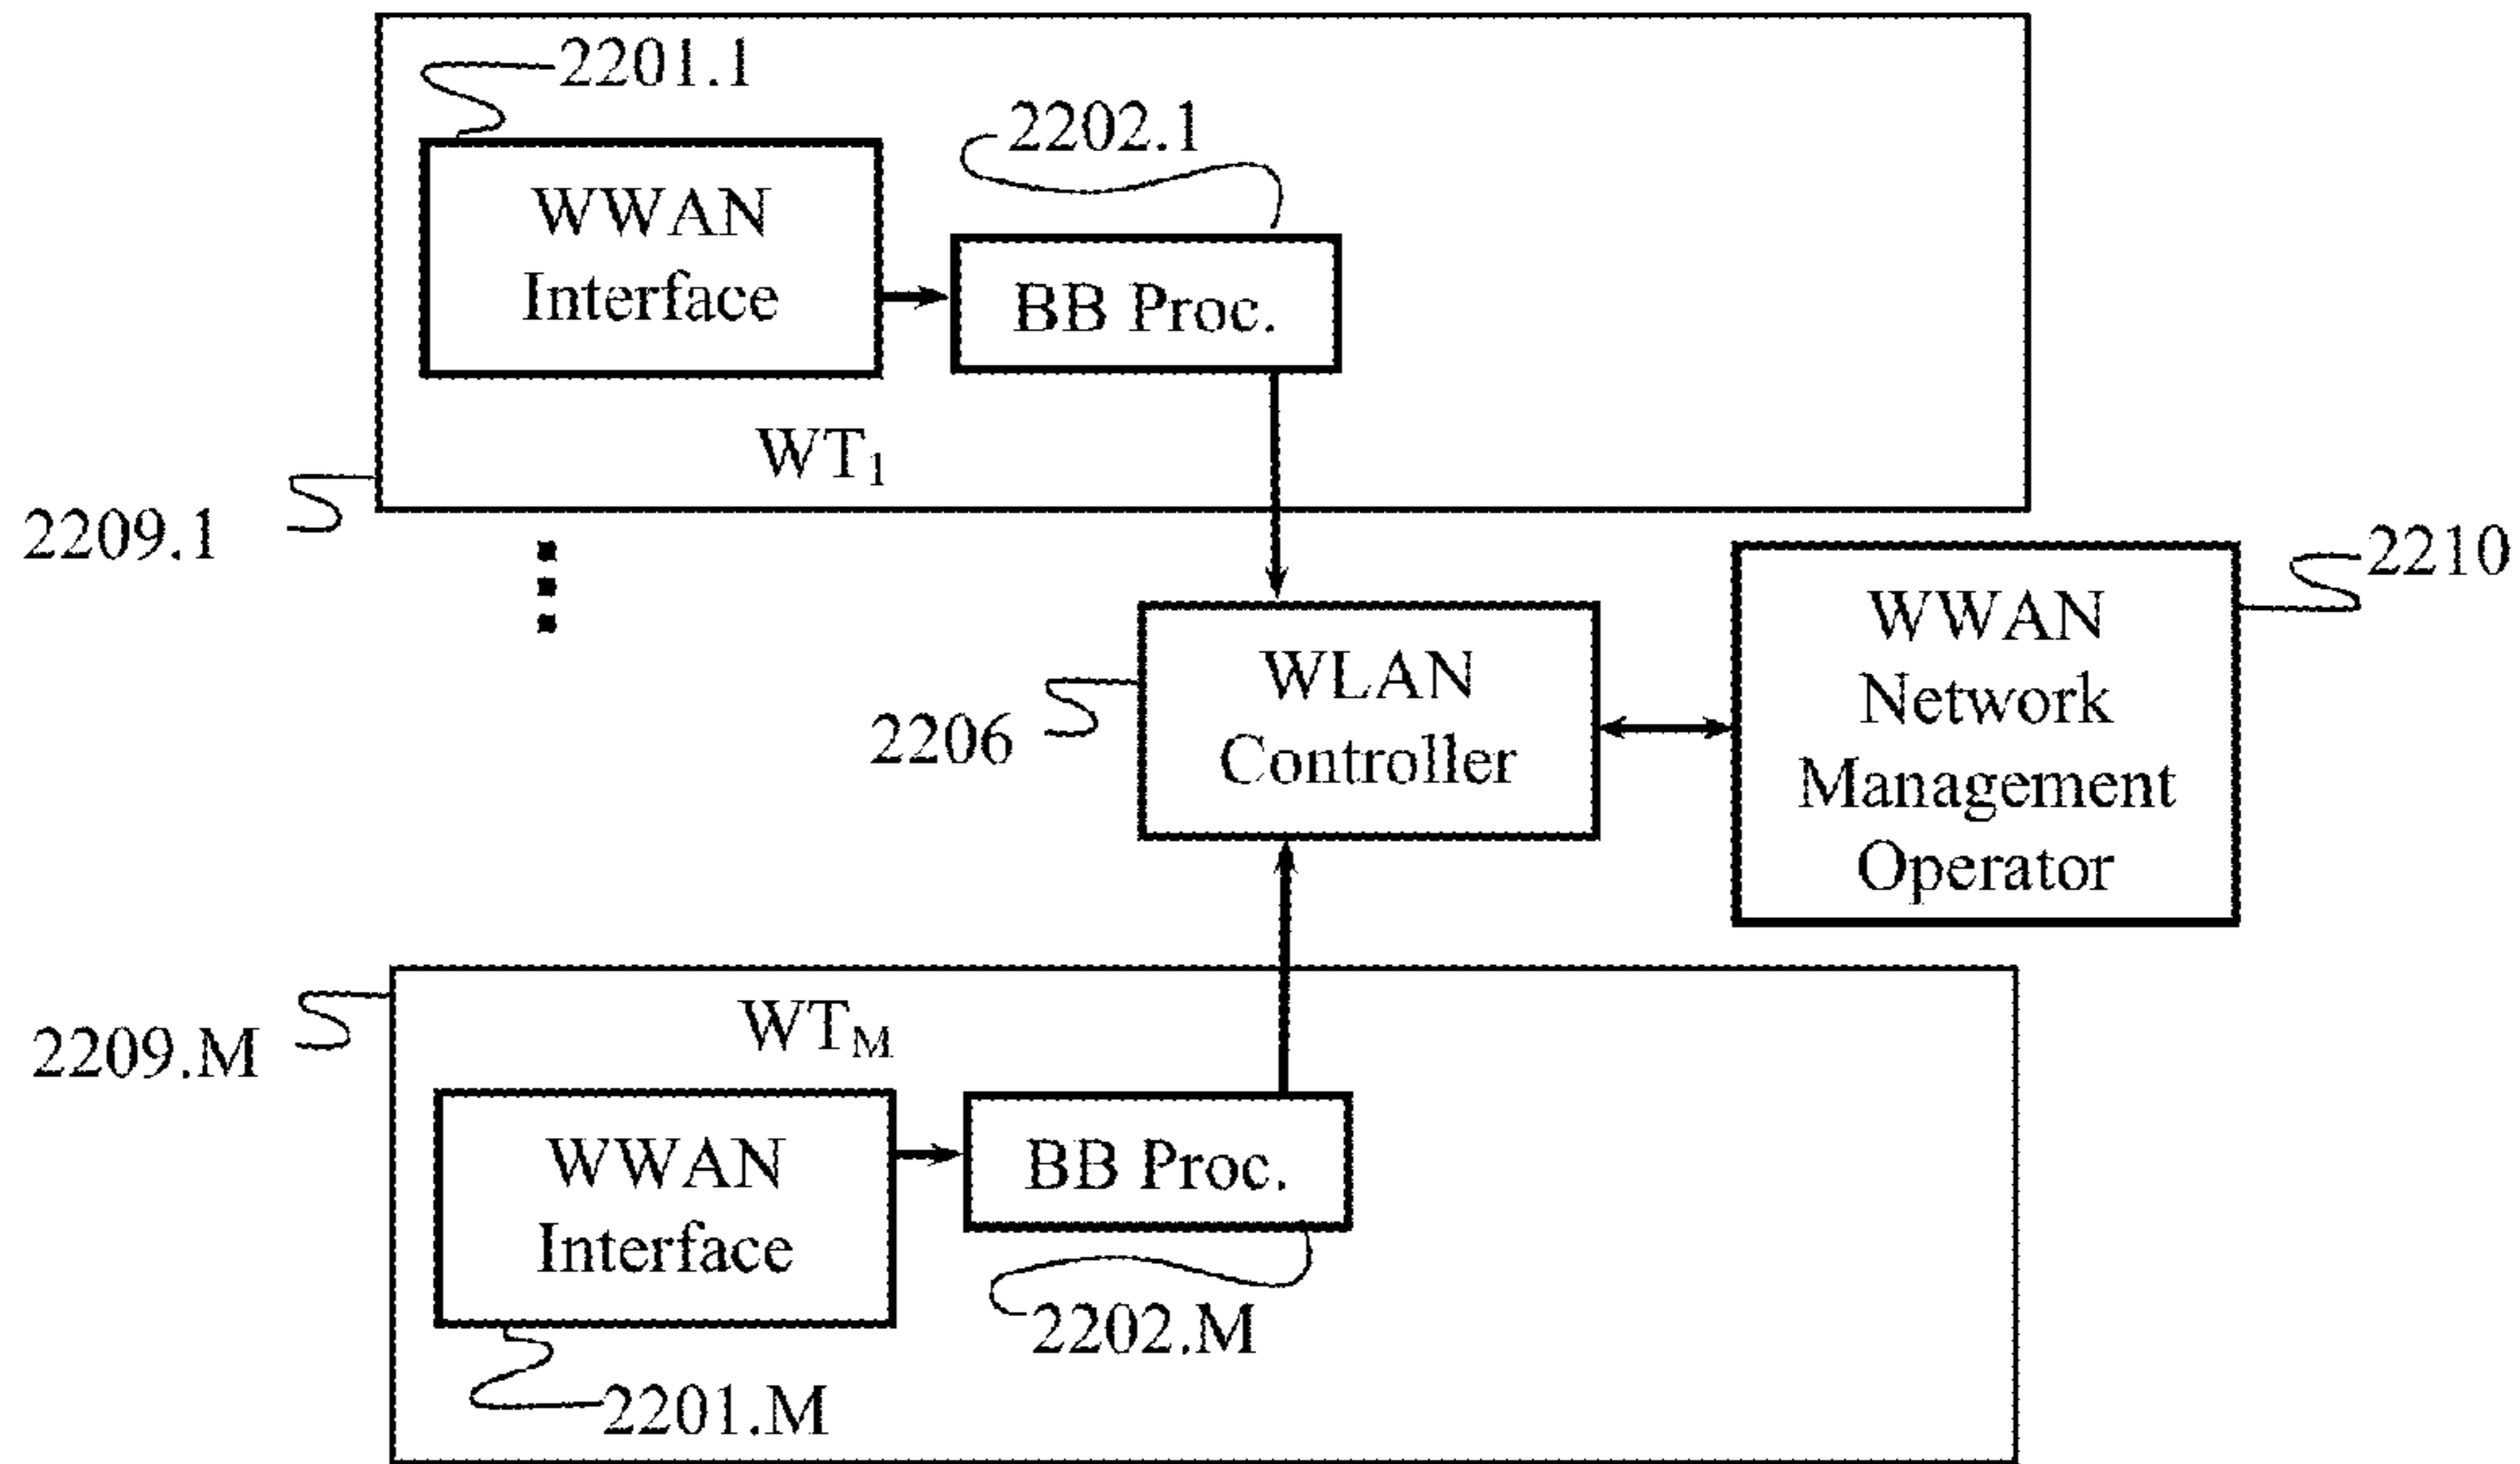 2201.1
2202.1
WWAN
Interface
BB Proc.
WT1
2209.1
2210
WWAN
Network
Management
Operator
WLAN
Controller
2206
2209.M
WTM
WWAN
Interface
BB Proc.
2202.M
2201.M